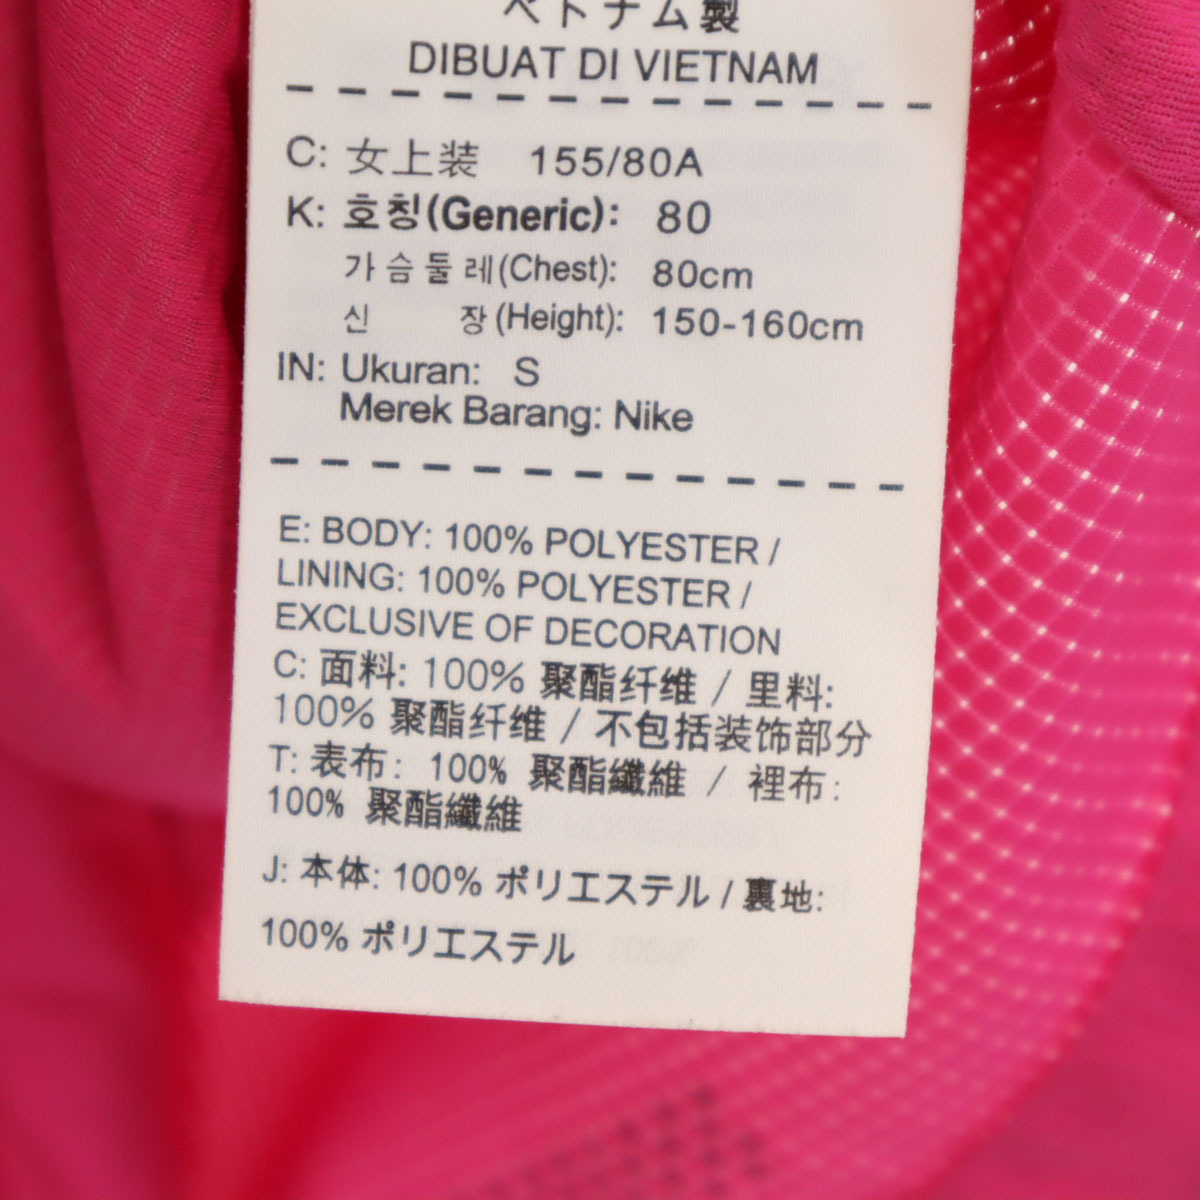 ベトナム製
DIBUAT DI VIETNAM
C: 女上装 155/80A
K: 호칭(Generic): 80
가슴둘레(Chest): 80cm
신 장(Height): 150-160cm
IN: Ukuran: S
Merek Barang: Nike
E: BODY: 100% POLYESTER /
LINING: 100% POLYESTER /
EXCLUSIVE OF DECORATION
C: 面料: 100% 聚酯纤维 / 里料:
100% 聚酯纤维 / 不包括装饰部分
T: 表布: 100% 聚酯纖維 / 裡布:
100% 聚酯纖維
J: 本体: 100% ポリエステル / 裏地:
100% ポリエステル